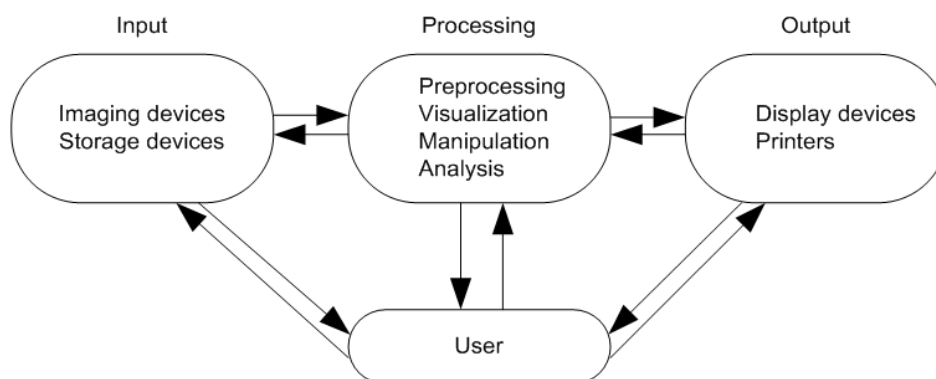 Input
Processing
Output
Imaging devices
Storage devices
Preprocessing
Visualization
Manipulation
Analysis
Display devices
Printers
User